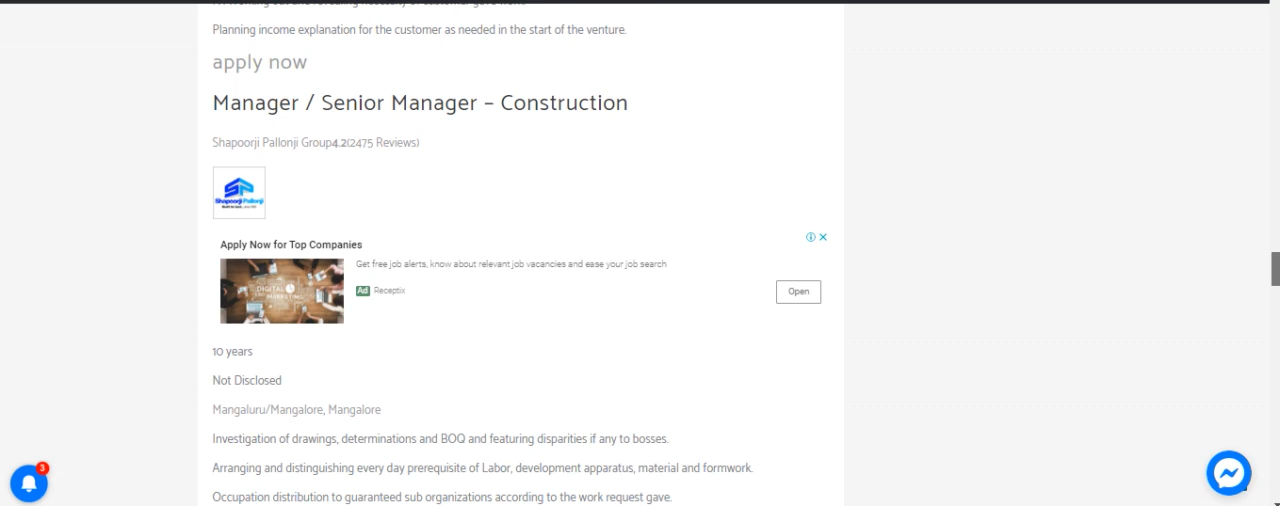 Planning income explanation for the customer as needed in the start of the venture.
apply now
Manager / Senior Manager – Construction
Shapoorji Pallonji Group4.2(2475 Reviews)
SP
Shapoorji Pallonji
Apply Now for Top Companies
Get free job alerts, know about relevant job vacancies and ease your job search
DIGITAL
MARKETING
Ad Receptix
Open
10 years
Not Disclosed
Mangaluru/Mangalore, Mangalore
Investigation of drawings, determinations and BOQ and featuring disparities if any to bosses.
Arranging and distinguishing every day prerequisite of Labor, development apparatus, material and formwork.
3
Occupation distribution to guaranteed sub organizations according to the work request gave.